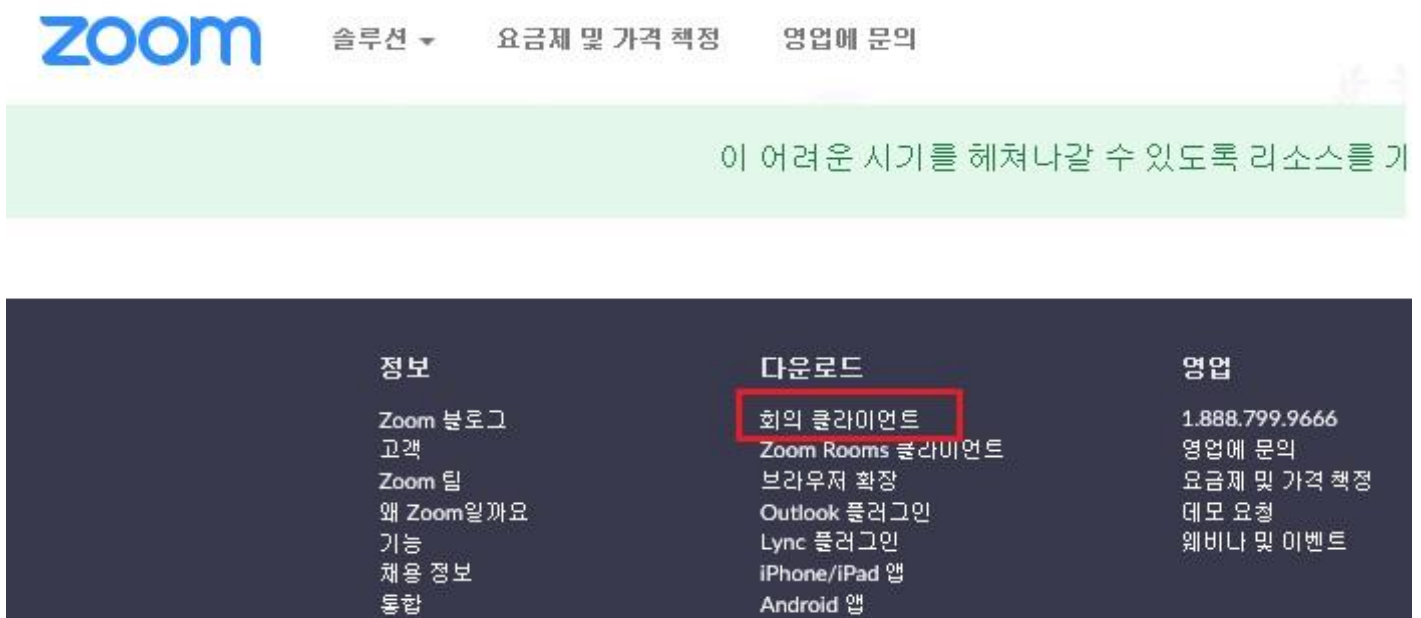 zoom 솔루션 요금제 및 가격 책정 영업에 문의
이 어려운 시기를 헤쳐나갈 수 있도록 리소스를
정보
Zoom 블로그
고객
Zoom 팀
왜 Zoom일까요
기능
채용 정보
통합
다운로드
회의 클라이언트
Zoom Rooms 클라이언트
브라우저 확장
Outlook 플러그인
Lync 플러그인
iPhone/iPad 앱
Android 앱
영업
1.888.799.9666
영업에 문의
요금제 및 가격 책정
데모 요청
웨비나 및 이벤트